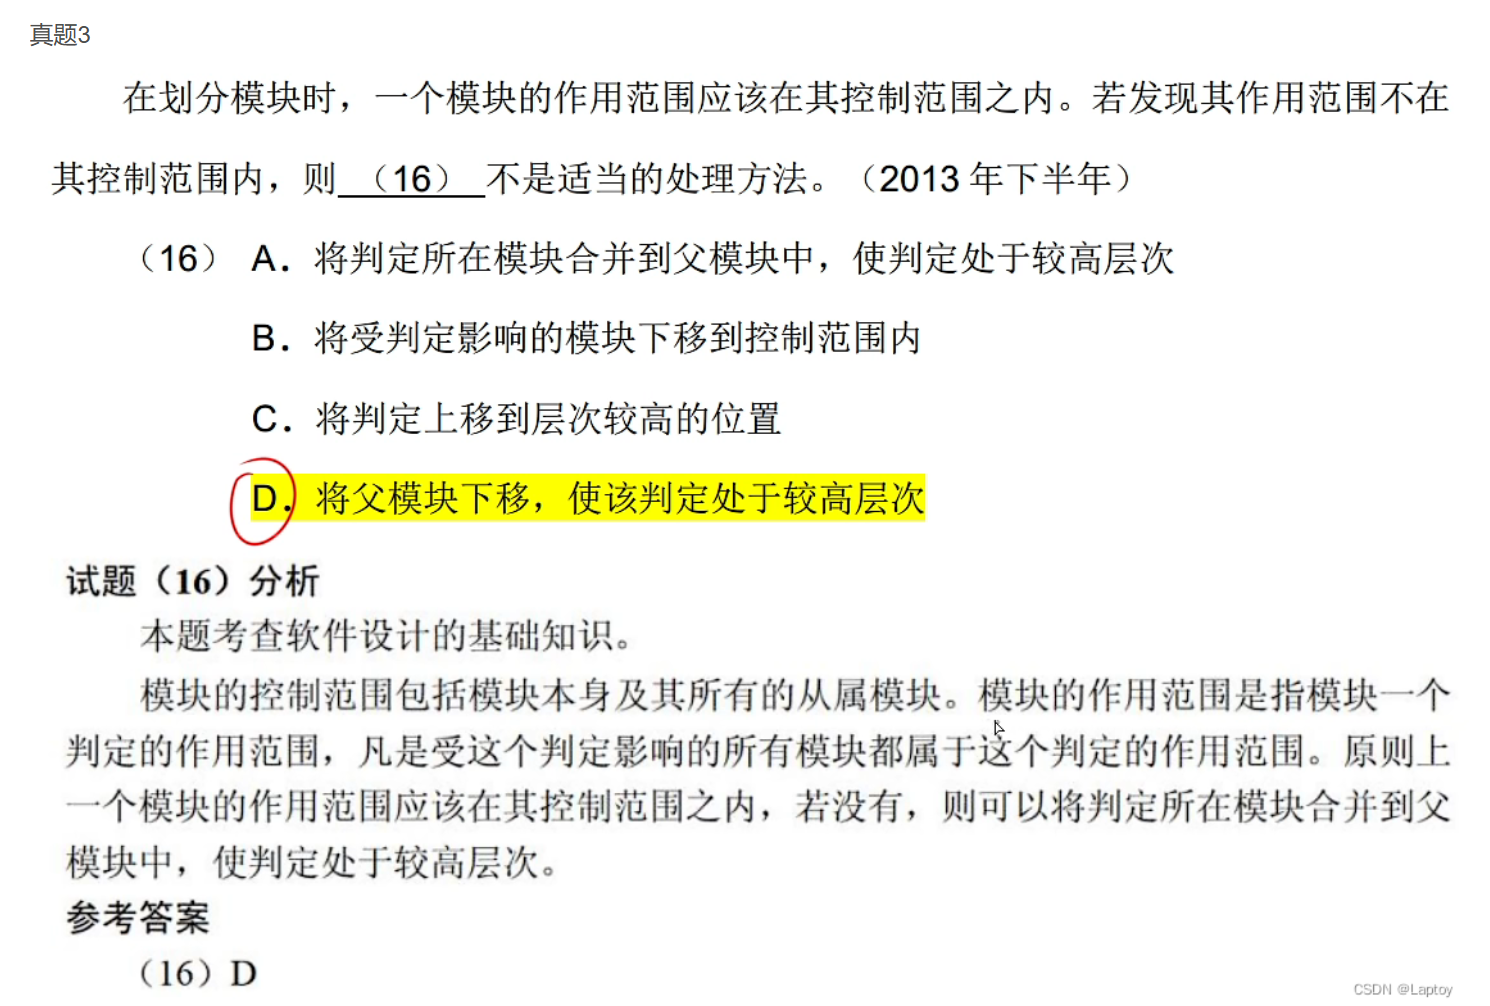 真题3
在划分模块时，一个模块的作用范围应该在其控制范围之内。若发现其作用范围不在
其控制范围内，则 （16） 不是适当的处理方法。（2013 年下半年）
（16） A．将判定所在模块合并到父模块中，使判定处于较高层次
B．将受判定影响的模块下移到控制范围内
C．将判定上移到层次较高的位置
D．将父模块下移，使该判定处于较高层次
试题（16）分析
本题考查软件设计的基础知识。
模块的控制范围包括模块本身及其所有的从属模块。模块的作用范围是指模块一个
判定的作用范围，凡是受这个判定影响的所有模块都属于这个判定的作用范围。原则上
一个模块的作用范围应该在其控制范围之内，若没有，则可以将判定所在模块合并到父
模块中，使判定处于较高层次。
参考答案
（16）D
CSDN @Laptoy